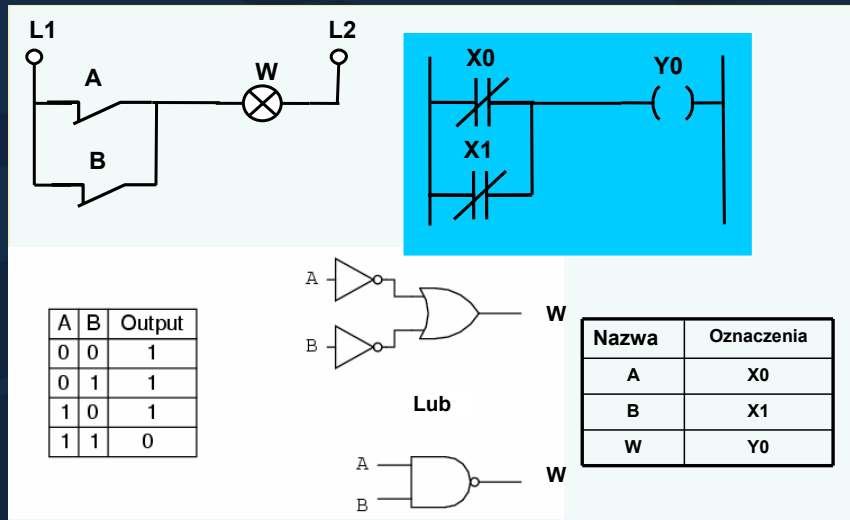 L1
L2
A
W
B
X0
Y0
X1
A
B
W
Lub
A
B
W
A B Output
0 0 1
0 1 1
1 0 1
1 1 0
Nazwa Oznaczenia
A X0
B X1
W Y0